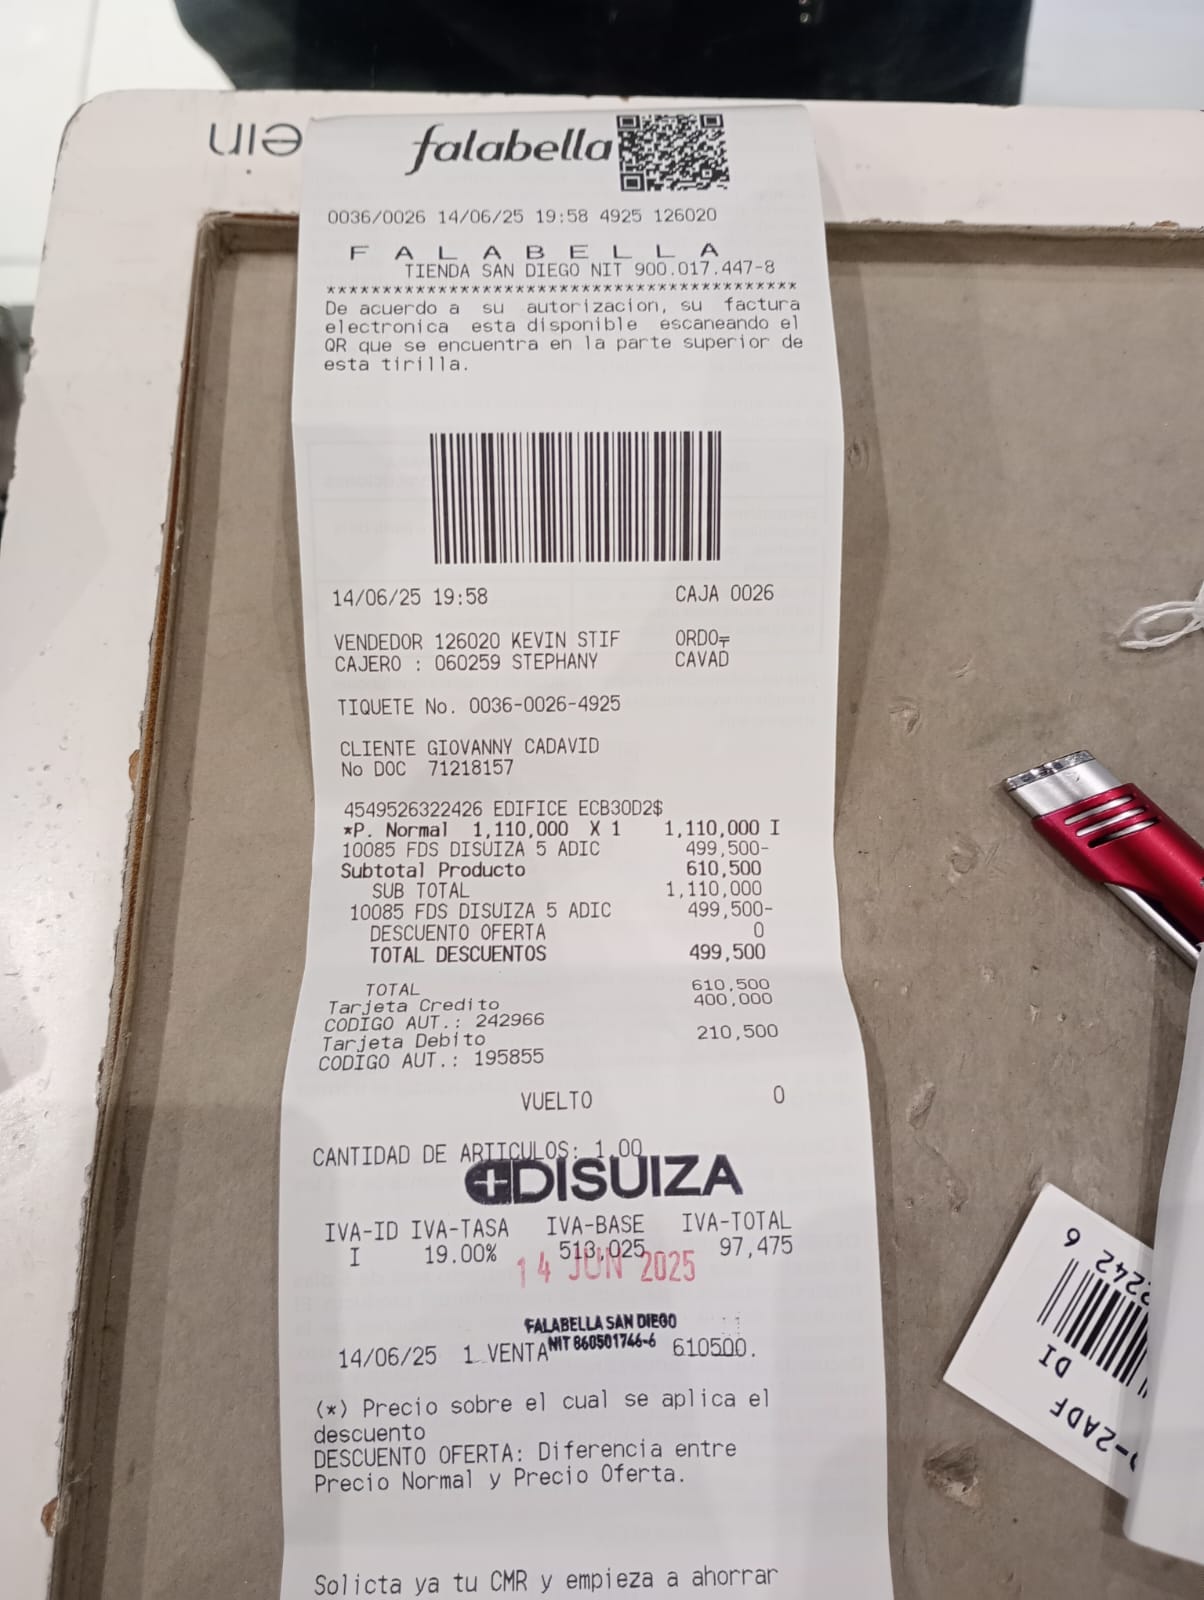 ein
falabella
0036/0026 14/06/25 19:58 4925 126020
F A L A B E L L A
TIENDA SAN DIEGO NIT 900.017.447-8
******************************************
De acuerdo a su autorizacion, su factura
electronica esta disponible escaneando el
QR que se encuentra en la parte superior de
esta tirilla.
14/06/25 19:58 CAJA 0026
VENDEDOR 126020 KEVIN STIF ORDO
CAJERO : 060259 STEPHANY CAVAD
TIQUETE No. 0036-0026-4925
CLIENTE GIOVANNY CADAVID
No DOC 71218157
4549526322426 EDIFICE ECB30D2$
*P. Normal 1,110,000 X 1 1,110,000 I
10085 FDS DISUIZA 5 ADIC 499,500-
Subtotal Producto 610,500
SUB TOTAL 1,110,000
10085 FDS DISUIZA 5 ADIC 499,500-
DESCUENTO OFERTA 0
TOTAL DESCUENTOS 499,500
TOTAL 610,500
Tarjeta Credito 400,000
CODIGO AUT.: 242966
Tarjeta Debito 210,500
CODIGO AUT.: 195855
VUELTO 0
CANTIDAD DE ARTICULOS: 1.00
DISUIZA
IVA-ID IVA-TASA IVA-BASE IVA-TOTAL
I 19.00% 513,025 97,475
14 JUN 2025
FALABELLA SAN DIEGO
NIT 860501746-6
14/06/25 1 VENTA 610500.
(*) Precio sobre el cual se aplica el
descuento
DESCUENTO OFERTA: Diferencia entre
Precio Normal y Precio Oferta.
Solicta ya tu CMR y empieza a ahorrar
2242 6
DI
-2ADF